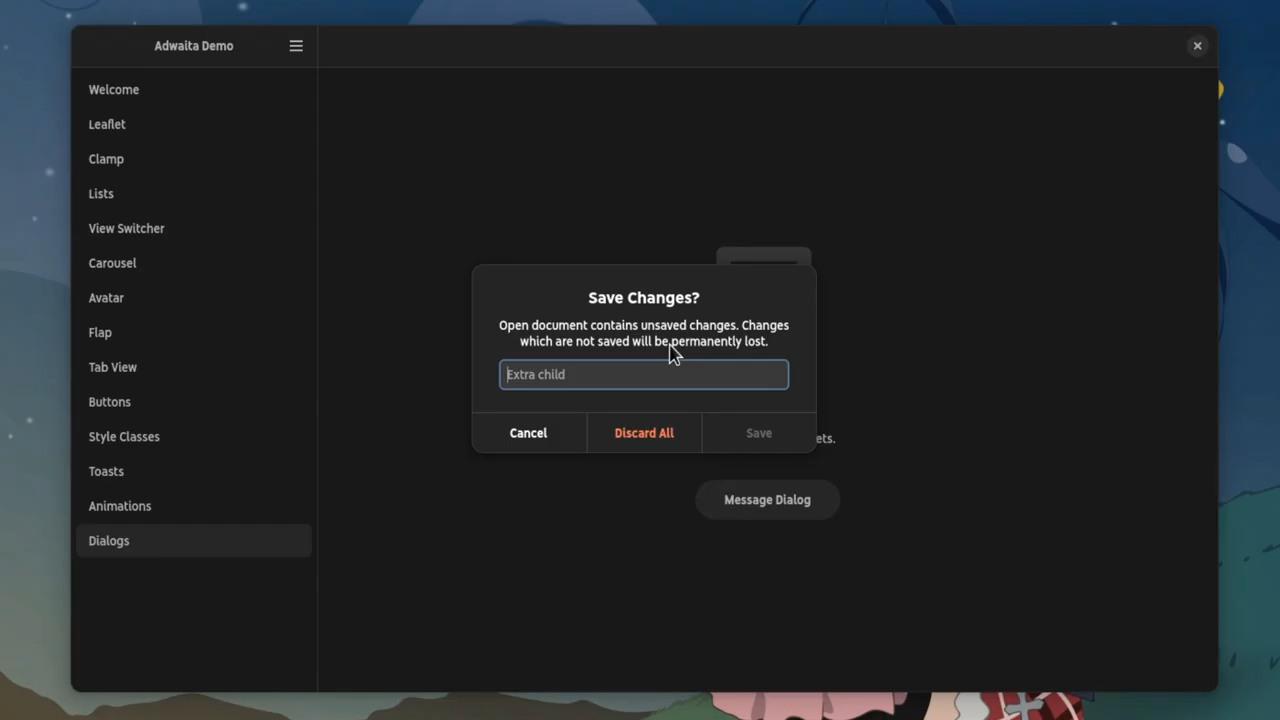 Adwaita Demo
Welcome
Leaflet
Clamp
Lists
View Switcher
Carousel
Avatar
Flap
Tab View
Buttons
Style Classes
Toasts
Animations
Dialogs
Save Changes?
Open document contains unsaved changes. Changes
which are not saved will be permanently lost.
Extra child
Cancel
Discard All
Save
ets.
Message Dialog